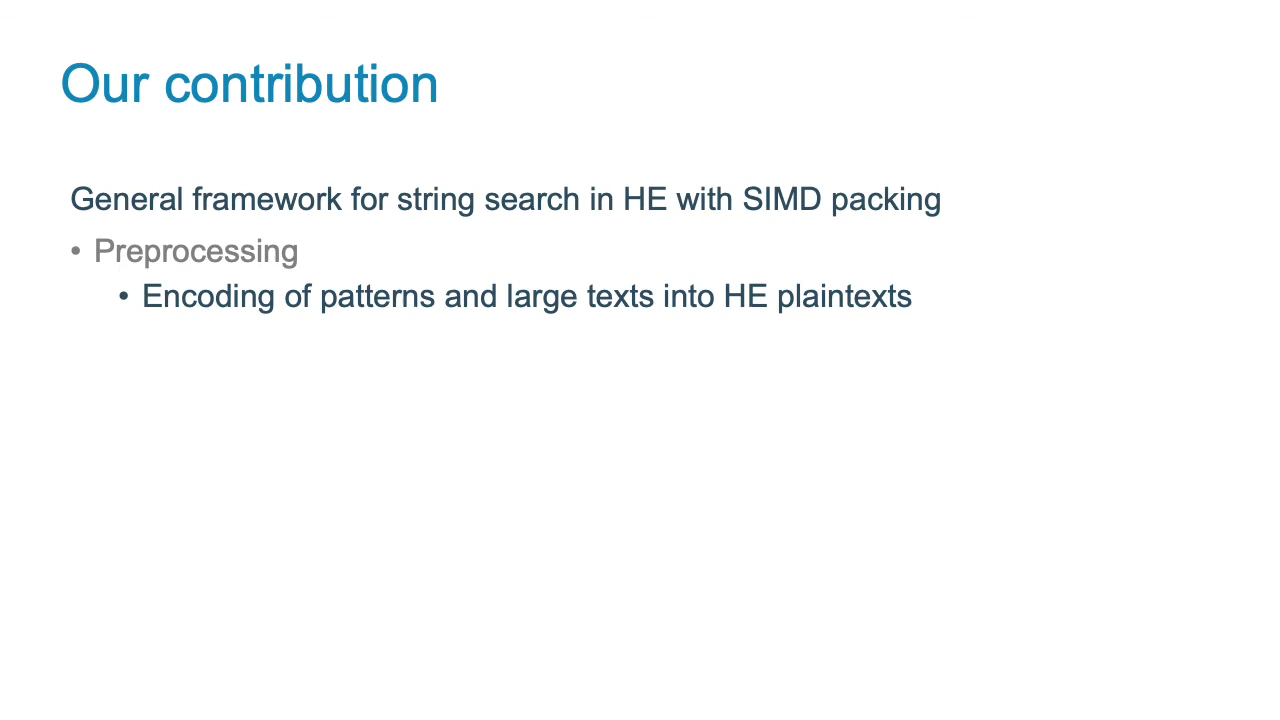 Our contribution
General framework for string search in HE with SIMD packing
• Preprocessing
• Encoding of patterns and large texts into HE plaintexts